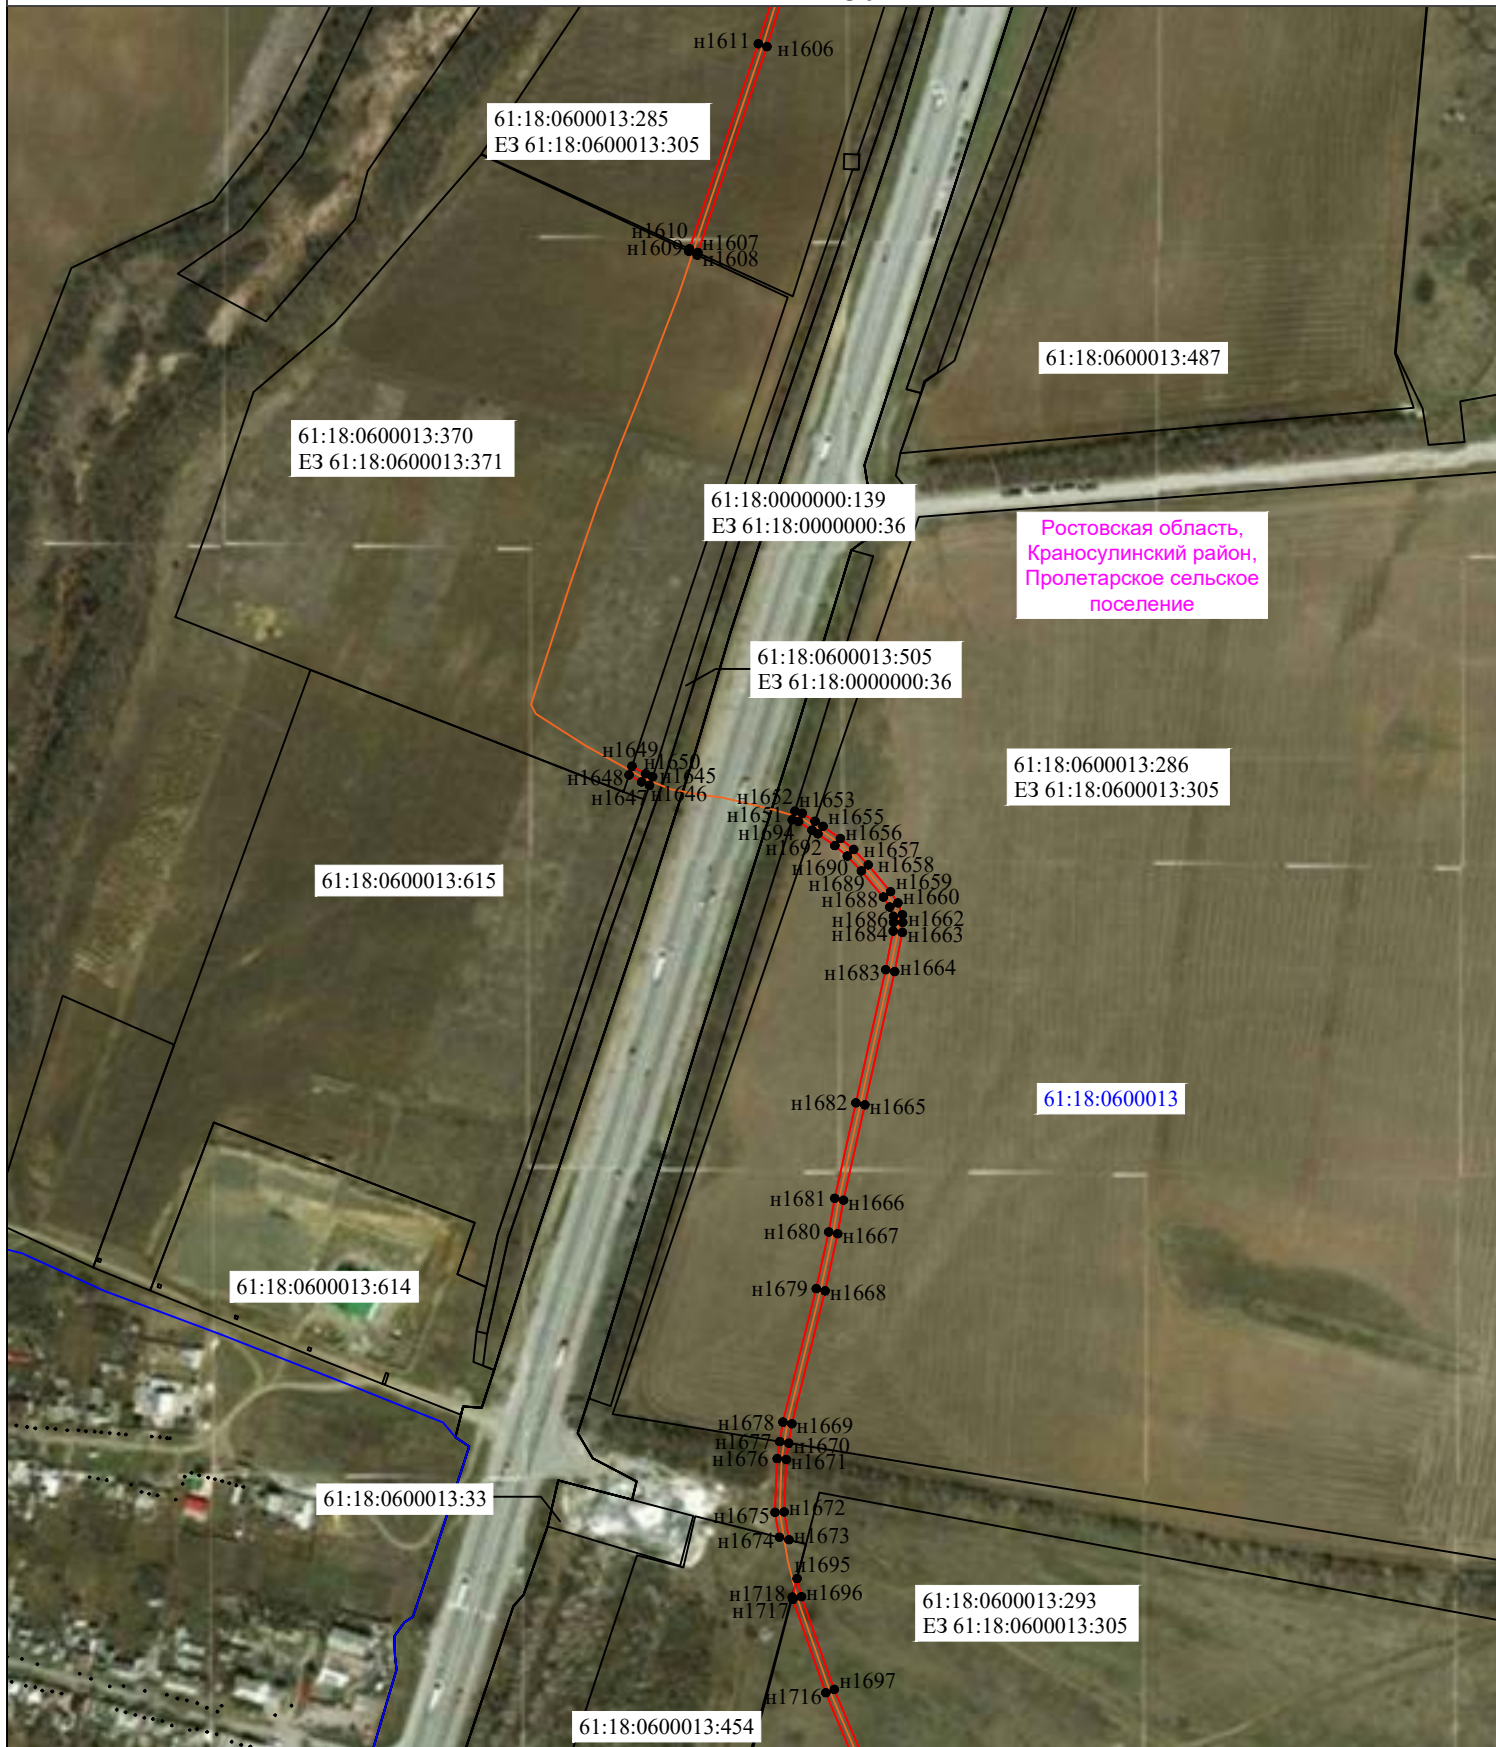 н1611
н1606
61:18:0600013:285
ЕЗ 61:18:0600013:305
н1610
н1609
н1607
н1608
61:18:0600013:487
61:18:0600013:370
ЕЗ 61:18:0600013:371
61:18:0000000:139
ЕЗ 61:18:0000000:36
Ростовская область,
Краносулинский район,
Пролетарское сельское
поселение
61:18:0600013:505
ЕЗ 61:18:0000000:36
н1649
н1650
н1645
н1648
н1647
н1646
61:18:0600013:286
ЕЗ 61:18:0600013:305
н1652
н1653
н1651
н1655
н1694
н1656
н1692
н1657
н1690
н1658
н1689
н1659
н1688
н1660
н1686
н1662
н1684
н1663
61:18:0600013:615
н1683
н1664
н1682
н1665
61:18:0600013
н1681
н1666
н1680
н1667
н1679
н1668
61:18:0600013:614
н1678
н1669
н1677
н1670
н1676
н1671
61:18:0600013:33
н1675
н1672
н1674
н1673
н1695
н1718
н1696
н1717
61:18:0600013:293
ЕЗ 61:18:0600013:305
н1697
н1716
61:18:0600013:454